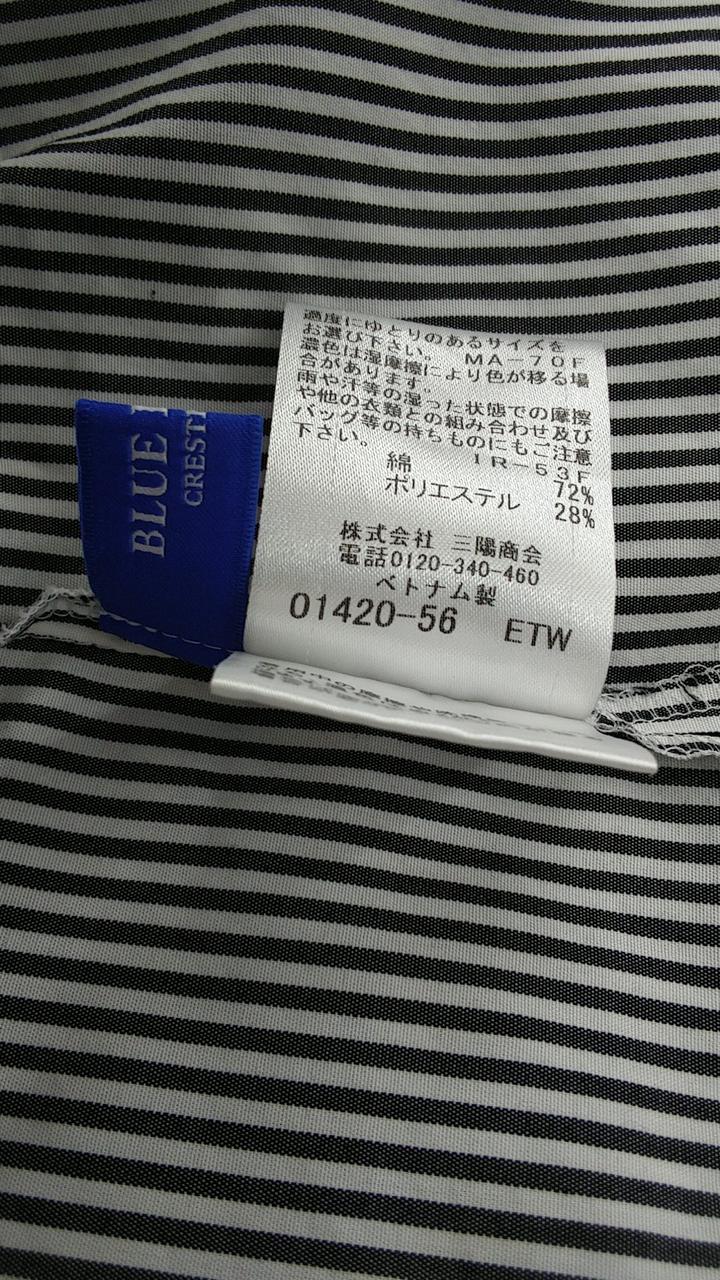 BLUE
CREST
適度にゆとりのあるサイズを
お選び下さい。 MA-70F
濃色は湿摩擦により色が移る場
合があります。
雨や汗等の湿った状態での摩擦
や他の衣類との組み合わせ及び
バッグ等の持ちものにもご注意
下さい。 IR-53F
綿 72%
ポリエステル 28%
株式会社 三陽商会
電話0120-340-460
ベトナム製
01420-56 ETW